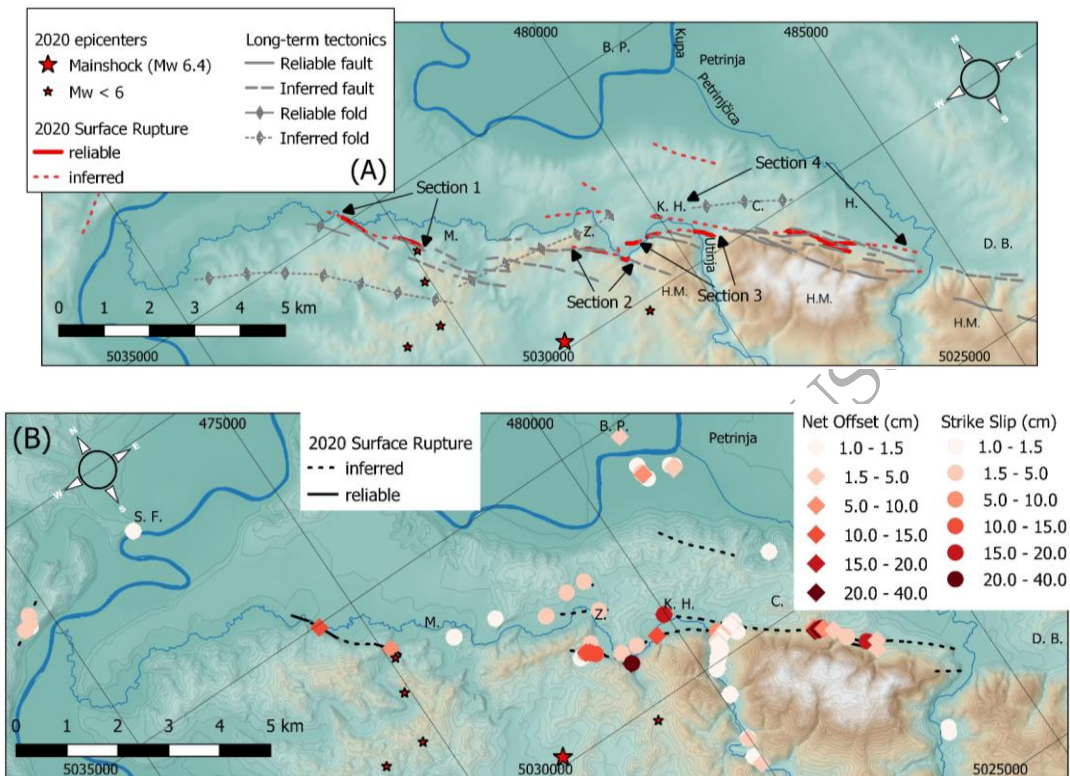 2020 epicenters
Mainshock (Mw 6.4)
Mw < 6
2020 Surface Rupture
reliable
inferred
Long-term tectonics
Reliable fault
Inferred fault
Reliable fold
Inferred fold
(A)
480000
485000
B. P.
Kupa
Petrinja
Petrinjčica
N
E
W
S
Section 1
Section 4
M.
Z.
K. H.
C.
H.
D. B.
Utinja
Section 2
Section 3
H.M.
H.M.
H.M.
0 1 2 3 4 5 km
5035000
5030000
5025000
(B)
475000
480000
B. P.
Petrinja
N
E
W
S
2020 Surface Rupture
inferred
reliable
Net Offset (cm)
1.0 - 1.5
1.5 - 5.0
5.0 - 10.0
10.0 - 15.0
15.0 - 20.0
20.0 - 40.0
Strike Slip (cm)
1.0 - 1.5
1.5 - 5.0
5.0 - 10.0
10.0 - 15.0
15.0 - 20.0
20.0 - 40.0
S. F.
M.
Z.
K. H.
C.
D. B.
0 1 2 3 4 5 km
5035000
5030000
5025000